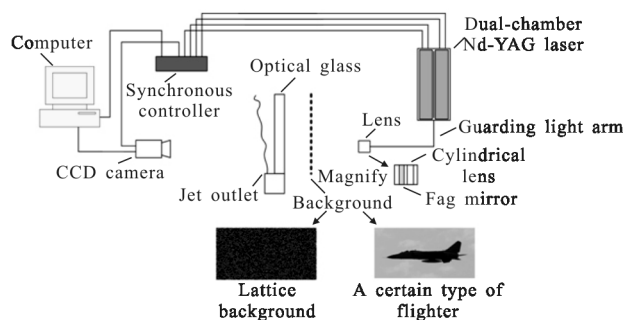 Computer
Synchronous
controller
Dual-chamber
Nd-YAG laser
Optical glass
Lens
Guarding light arm
CCD camera
Jet outlet
Magnify
Cylindrical
lens
Fag mirror
Background
Lattice
background
A certain type of
flighter